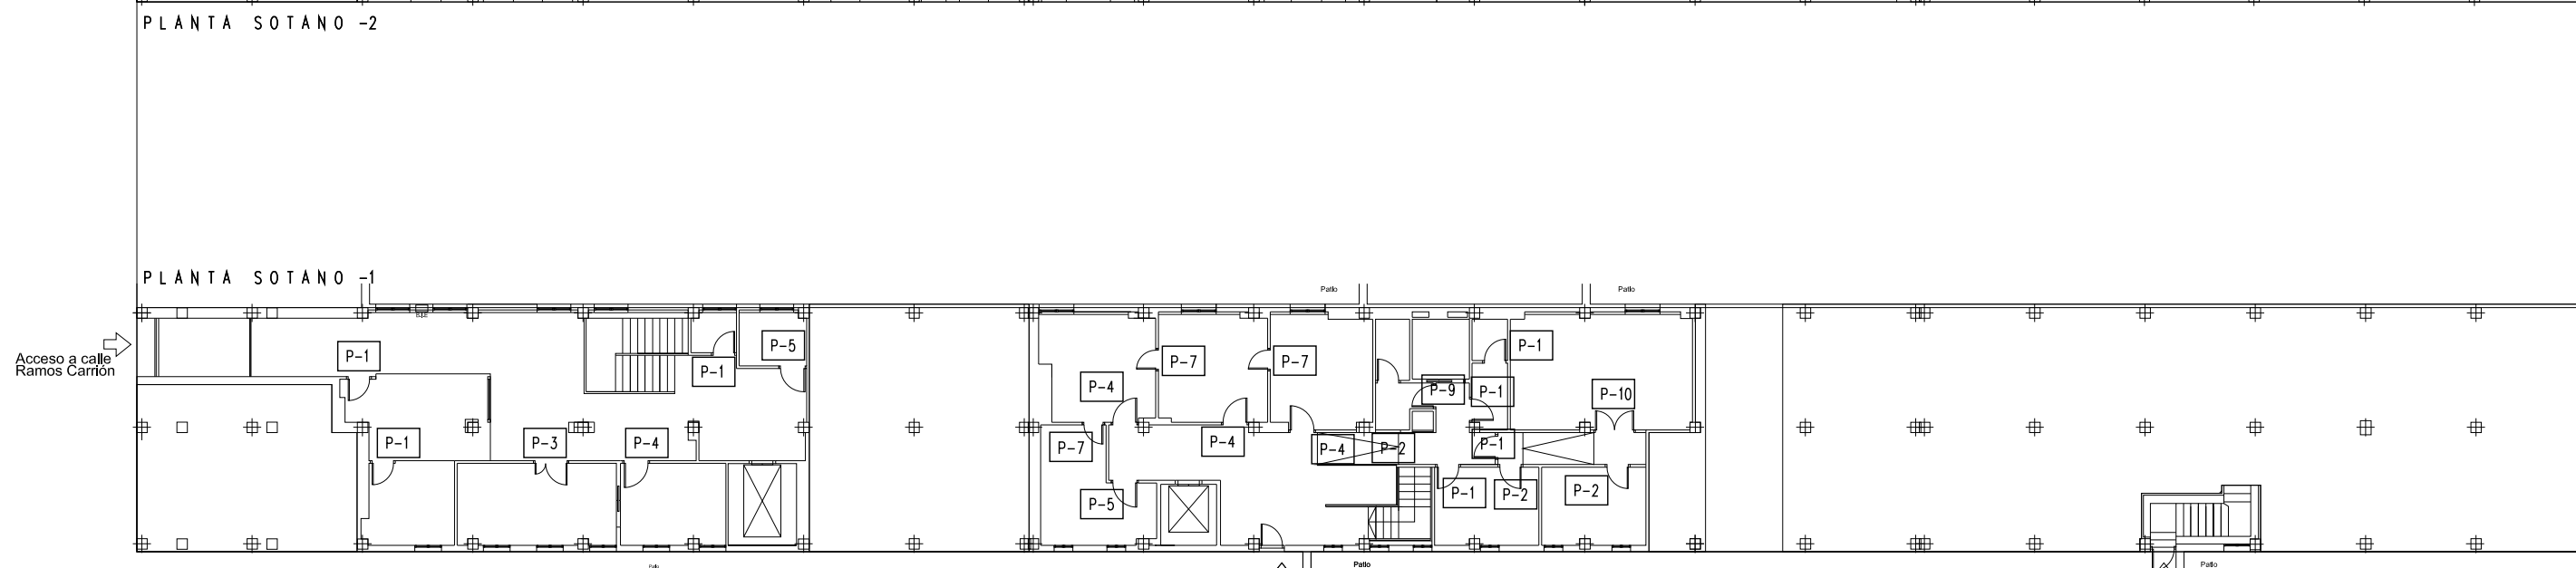 PLANTA SOTANO -2
PLANTA SOTANO -1
Patio
Patio
Acceso a calle
Ramos Carrión
P-1
P-1
P-5
P-4
P-7
P-7
P-9
P-1
P-1
P-10
P-1
P-3
P-4
P-7
P-4
P-4
P-2
P-1
P-5
P-1
P-2
P-2
Patio
Patio